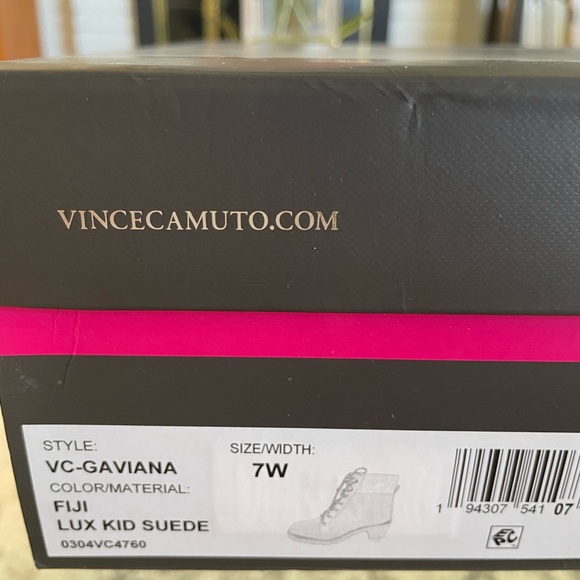 VINCECAMUTO.COM
STYLE: SIZE/WIDTH:
VC-GAVIANA 7W
COLOR/MATERIAL:
FIJI
LUX KID SUEDE
0304VC4760
1 94307 541 07